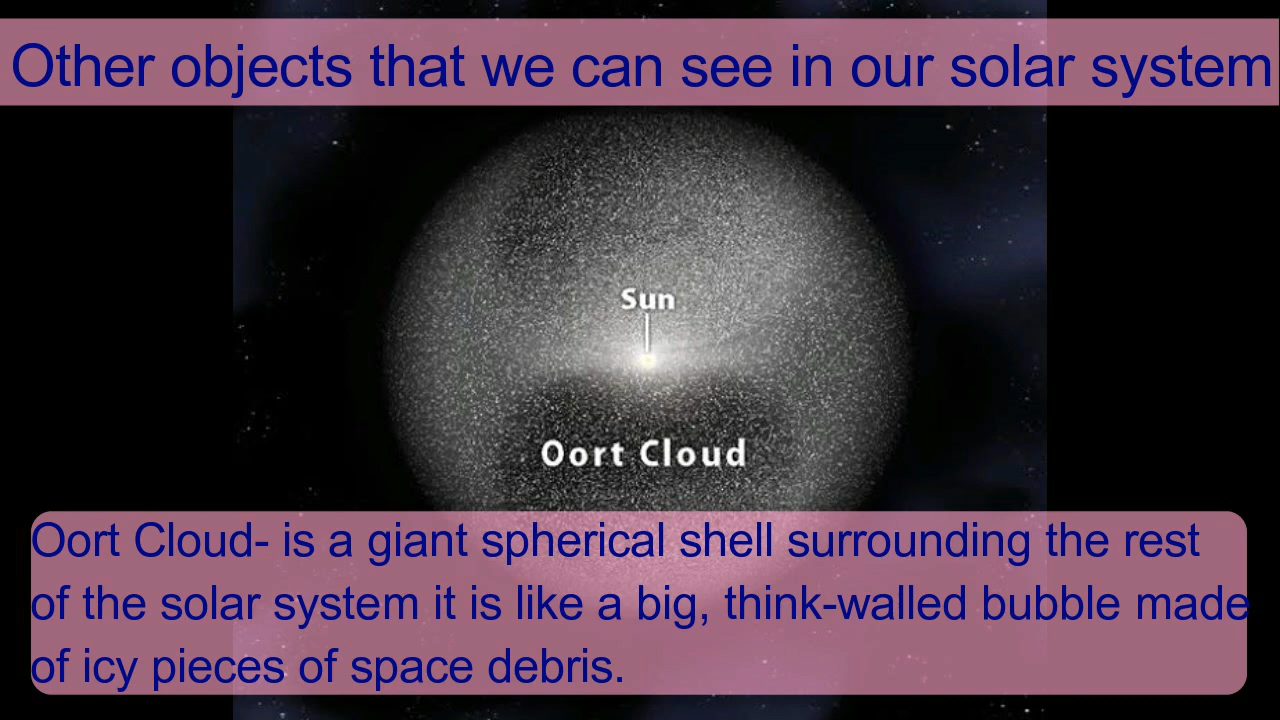 Other objects that we can see in our solar system
Sun
Oort Cloud
Oort Cloud- is a giant spherical shell surrounding the rest
of the solar system it is like a big, think-walled bubble made
of icy pieces of space debris.